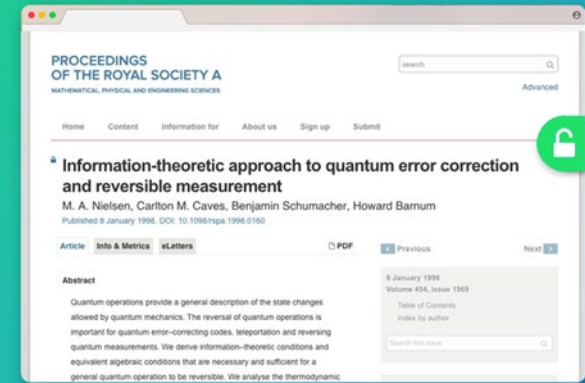 PROCEEDINGS
OF THE ROYAL SOCIETY A
MATHEMATICAL, PHYSICAL AND ENGINEERING SCIENCES
search
Advanced
Home Content Information for About us Sign up Submit
Information-theoretic approach to quantum error correction
and reversible measurement
M. A. Nielsen, Carlton M. Caves, Benjamin Schumacher, Howard Barnum
Published 8 January 1998. DOI: 10.1098/rspa.1998.0160
Article Info & Metrics eLetters PDF
Previous Next
Abstract
Quantum operations provide a general description of the state changes
allowed by quantum mechanics. The reversal of quantum operations is
important for quantum error–correcting codes, teleportation and reversing
quantum measurements. We derive information–theoretic conditions and
equivalent algebraic conditions that are necessary and sufficient for a
general quantum operation to be reversible. We analyse the thermodynamic
8 January 1998
Volume 454, issue 1969
Table of Contents
Index by author
Search this issue